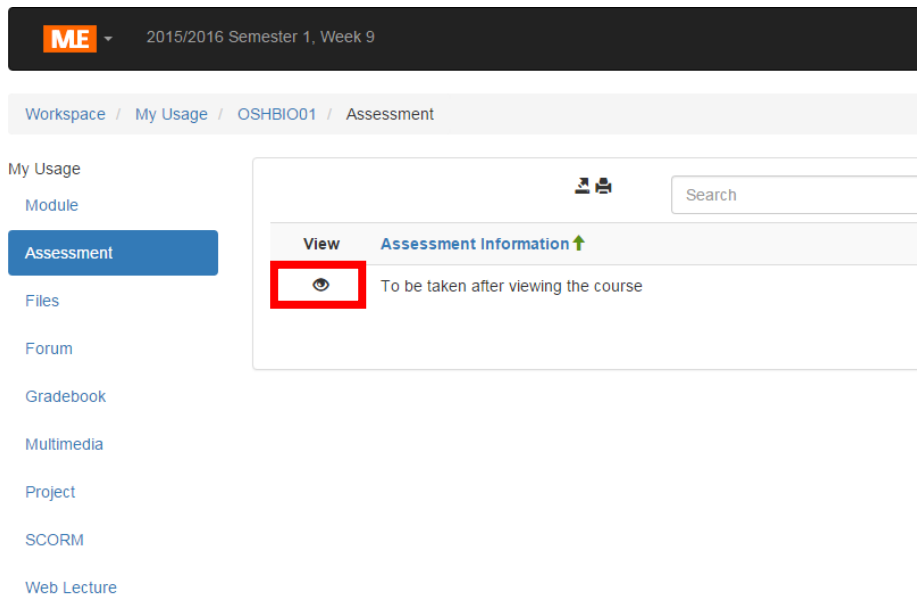 ME 2015/2016 Semester 1, Week 9
Workspace / My Usage / OSHBIO01 / Assessment
My Usage
Module
Assessment
Files
Forum
Gradebook
Multimedia
Project
SCORM
Web Lecture
Search
View Assessment Information
To be taken after viewing the course